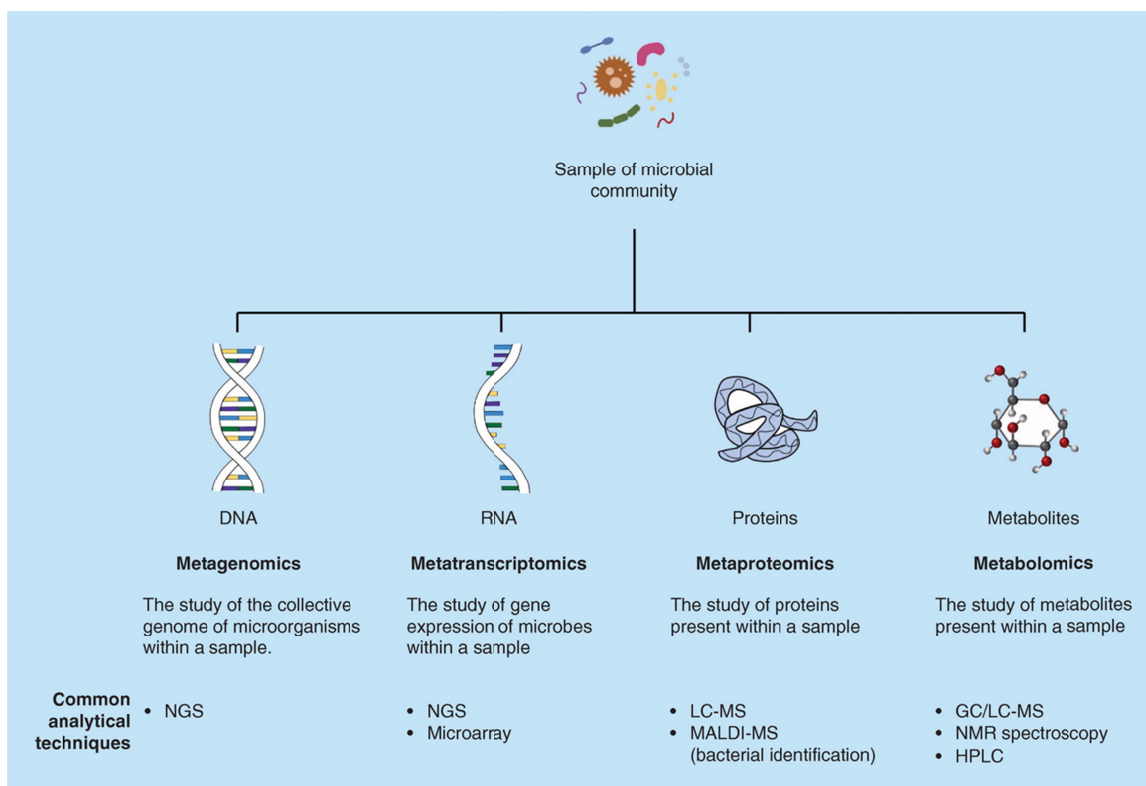 Sample of microbial
community
DNA
RNA
Proteins
Metabolites
Metagenomics
Metatranscriptomics
Metaproteomics
Metabolomics
The study of the collective
genome of microorganisms
within a sample.
The study of gene
expression of microbes
within a sample
The study of proteins
present within a sample
The study of metabolites
present within a sample
Common
analytical
techniques
• NGS
• NGS
• Microarray
• LC-MS
• MALDI-MS
(bacterial identification)
• GC/LC-MS
• NMR spectroscopy
• HPLC